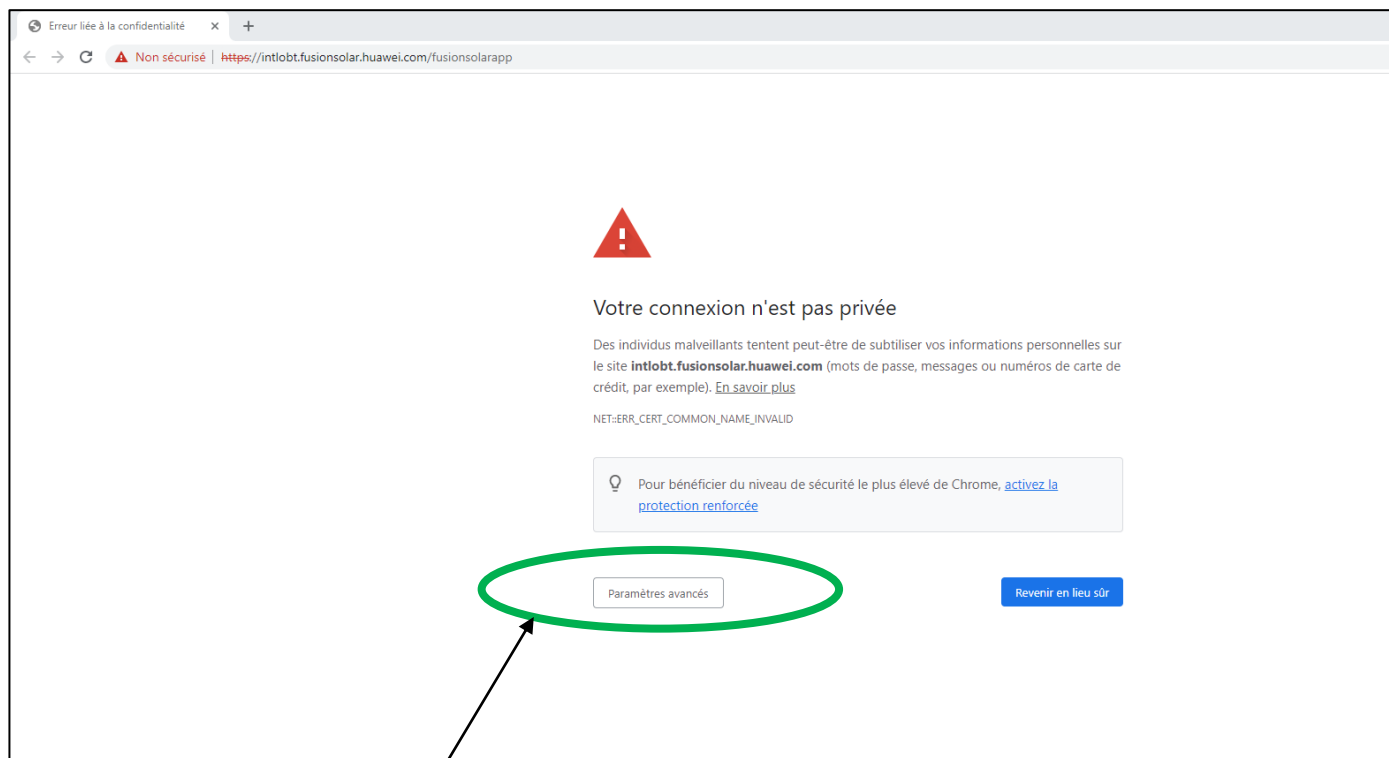 Erreur liée à la confidentialité
Non sécurisé | https://intlobt.fusionsolar.huawei.com/fusionsolarapp
Votre connexion n'est pas privée
Des individus malveillants tentent peut-être de subtiliser vos informations personnelles sur
le site intlobt.fusionsolar.huawei.com (mots de passe, messages ou numéros de carte de
crédit, par exemple). En savoir plus
NET::ERR_CERT_COMMON_NAME_INVALID
Pour bénéficier du niveau de sécurité le plus élevé de Chrome, activez la
protection renforcée
Paramètres avancés
Revenir en lieu sûr